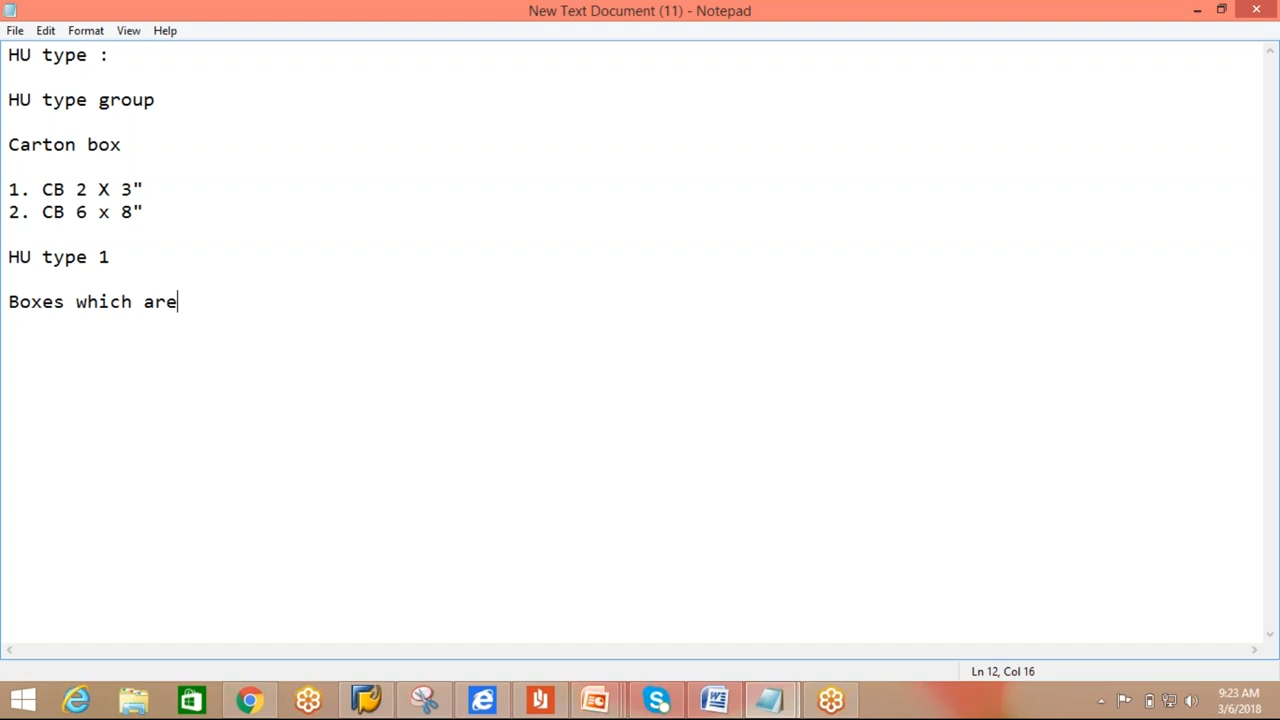 New Text Document (11) - Notepad
File Edit Format View Help
HU type :
HU type group
Carton box
1. CB 2 X 3"
2. CB 6 x 8"
HU type 1
Boxes which are
Ln 12, Col 16
9:23 AM
3/6/2018